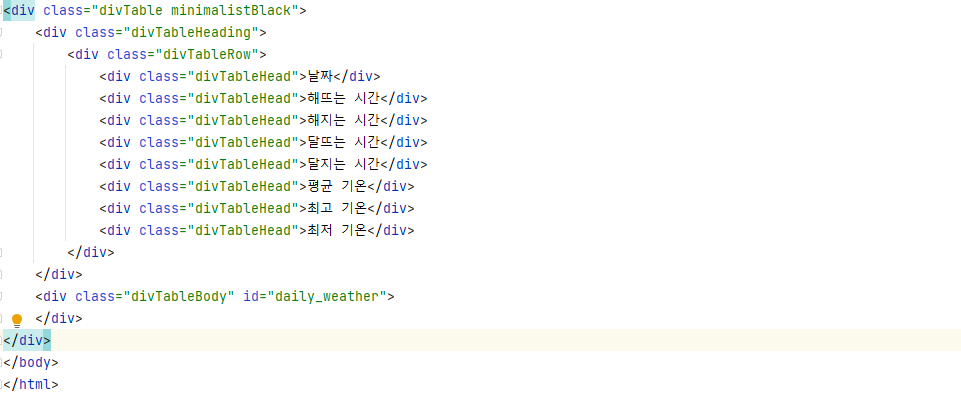 <div class="divTable minimalistBlack">
    <div class="divTableHeading">
        <div class="divTableRow">
            <div class="divTableHead">날짜</div>
            <div class="divTableHead">해뜨는 시간</div>
            <div class="divTableHead">해지는 시간</div>
            <div class="divTableHead">달뜨는 시간</div>
            <div class="divTableHead">달지는 시간</div>
            <div class="divTableHead">평균 기온</div>
            <div class="divTableHead">최고 기온</div>
            <div class="divTableHead">최저 기온</div>
        </div>
    </div>
    <div class="divTableBody" id="daily_weather">
    </div>
</div>
</body>
</html>